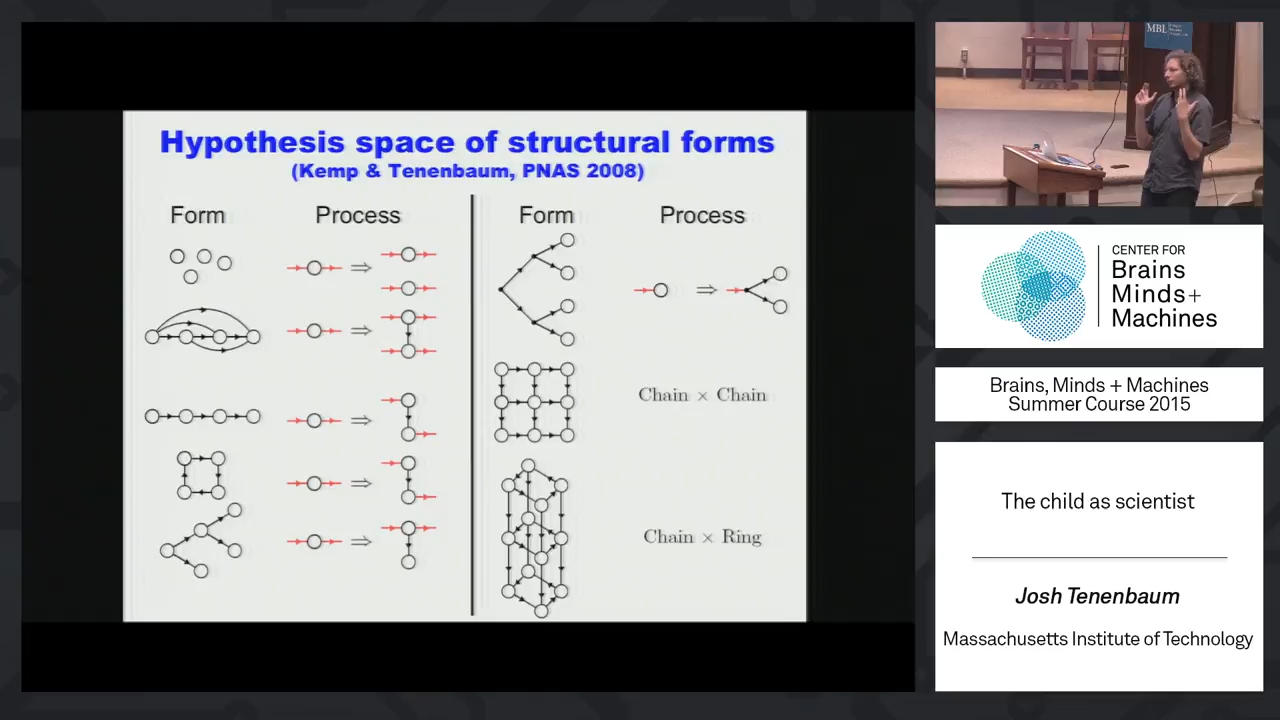 Hypothesis space of structural forms
(Kemp & Tenenbaum, PNAS 2008)
Form Process
Form Process
Chain × Chain
Chain × Ring
MBL
CENTER FOR
Brains
Minds+
Machines
Brains, Minds + Machines
Summer Course 2015
The child as scientist
Josh Tenenbaum
Massachusetts Institute of Technology